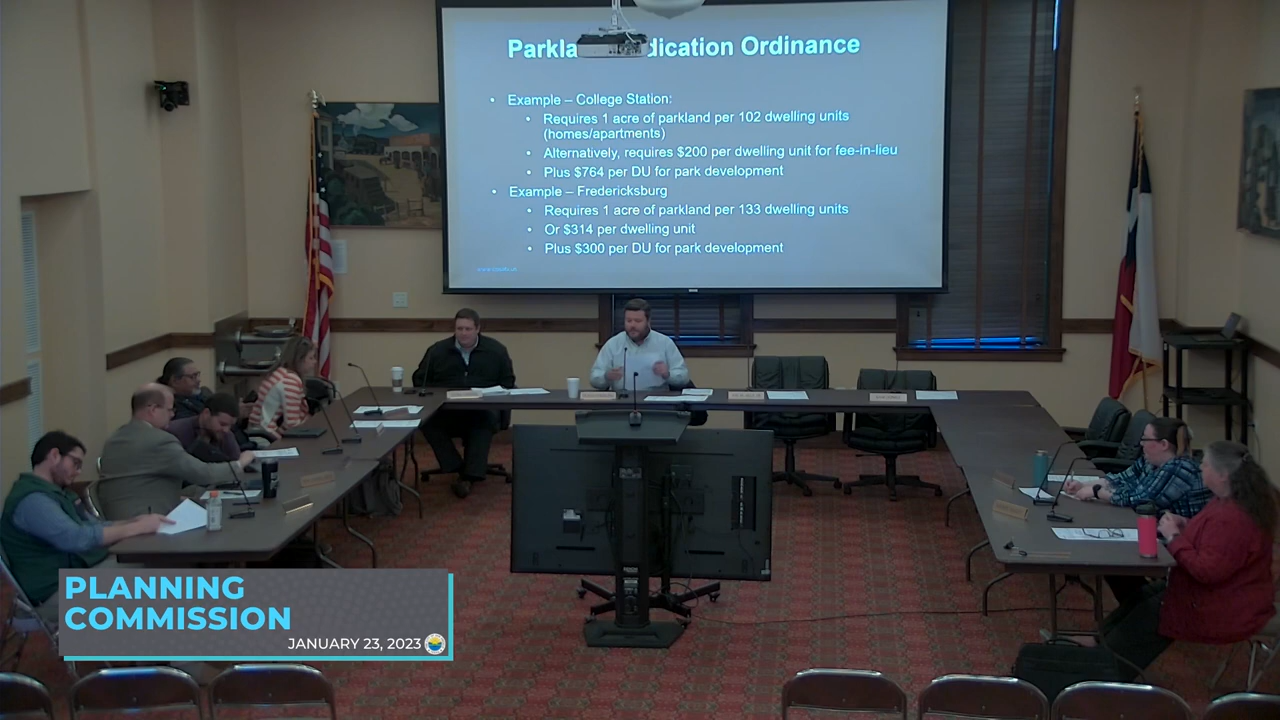 Parkla dication Ordinance
• Example – College Station:
• Requires 1 acre of parkland per 102 dwelling units
(homes/apartments)
• Alternatively, requires $200 per dwelling unit for fee-in-lieu
• Plus $764 per DU for park development
• Example – Fredericksburg
• Requires 1 acre of parkland per 133 dwelling units
• Or $314 per dwelling unit
• Plus $300 per DU for park development
PLANNING
COMMISSION
JANUARY 23, 2023